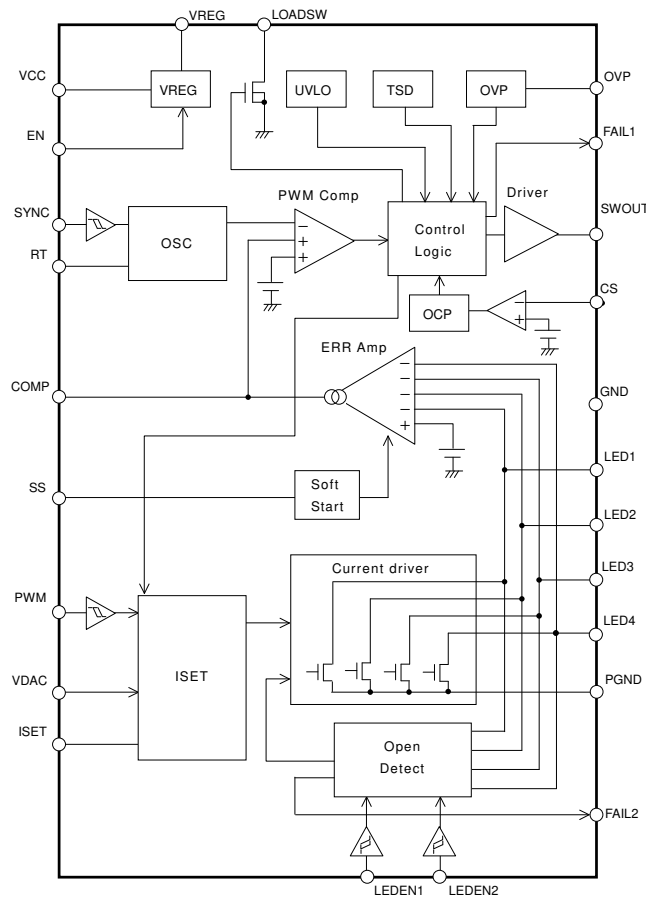 VREG
LOADSW
VCC
VREG
UVLO
TSD
OVP
OVP
EN
FAIL1
PWM Comp
Driver
SYNC
OSC
−
+
+
Control
Logic
SWOUT
RT
CS
OCP
−
+
ERR Amp
COMP
−
−
−
−
+
GND
LED1
SS
Soft
Start
LED2
Current driver
LED3
PWM
LED4
ISET
VDAC
PGND
ISET
Open
Detect
FAIL2
LEDEN1
LEDEN2